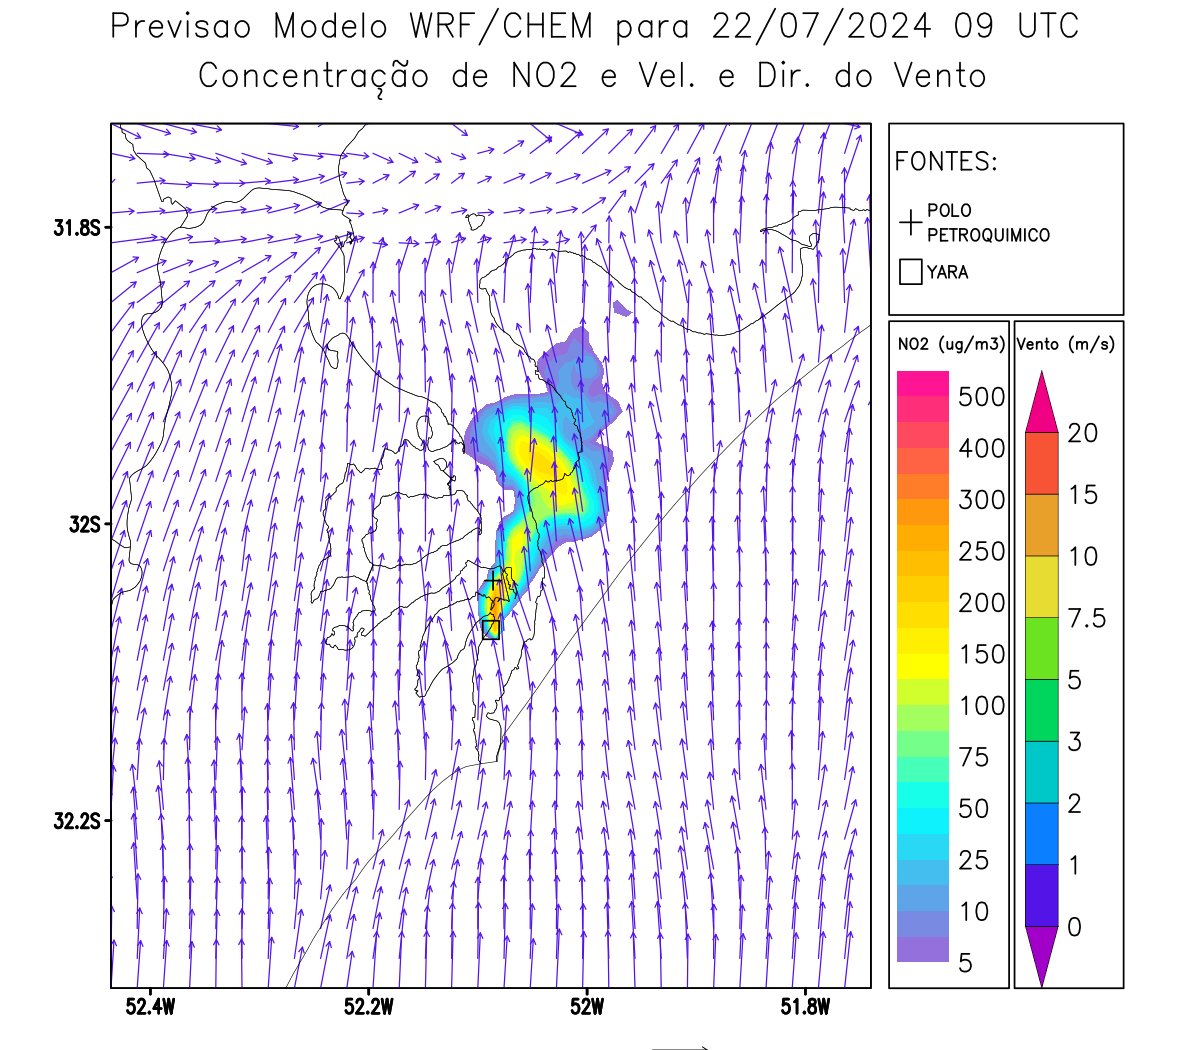 Previsao Modelo WRF/CHEM para 22/07/2024 09 UTC
Concentração de NO2 e Vel. e Dir. do Vento
FONTES:
POLO
PETROQUIMICO
YARA
31.8S
32S
32.2S
52.4W
52.2W
52W
51.8W
NO2 (ug/m3)
500
400
300
250
200
150
100
75
50
25
10
5
Vento (m/s)
20
15
10
7.5
5
3
2
1
0